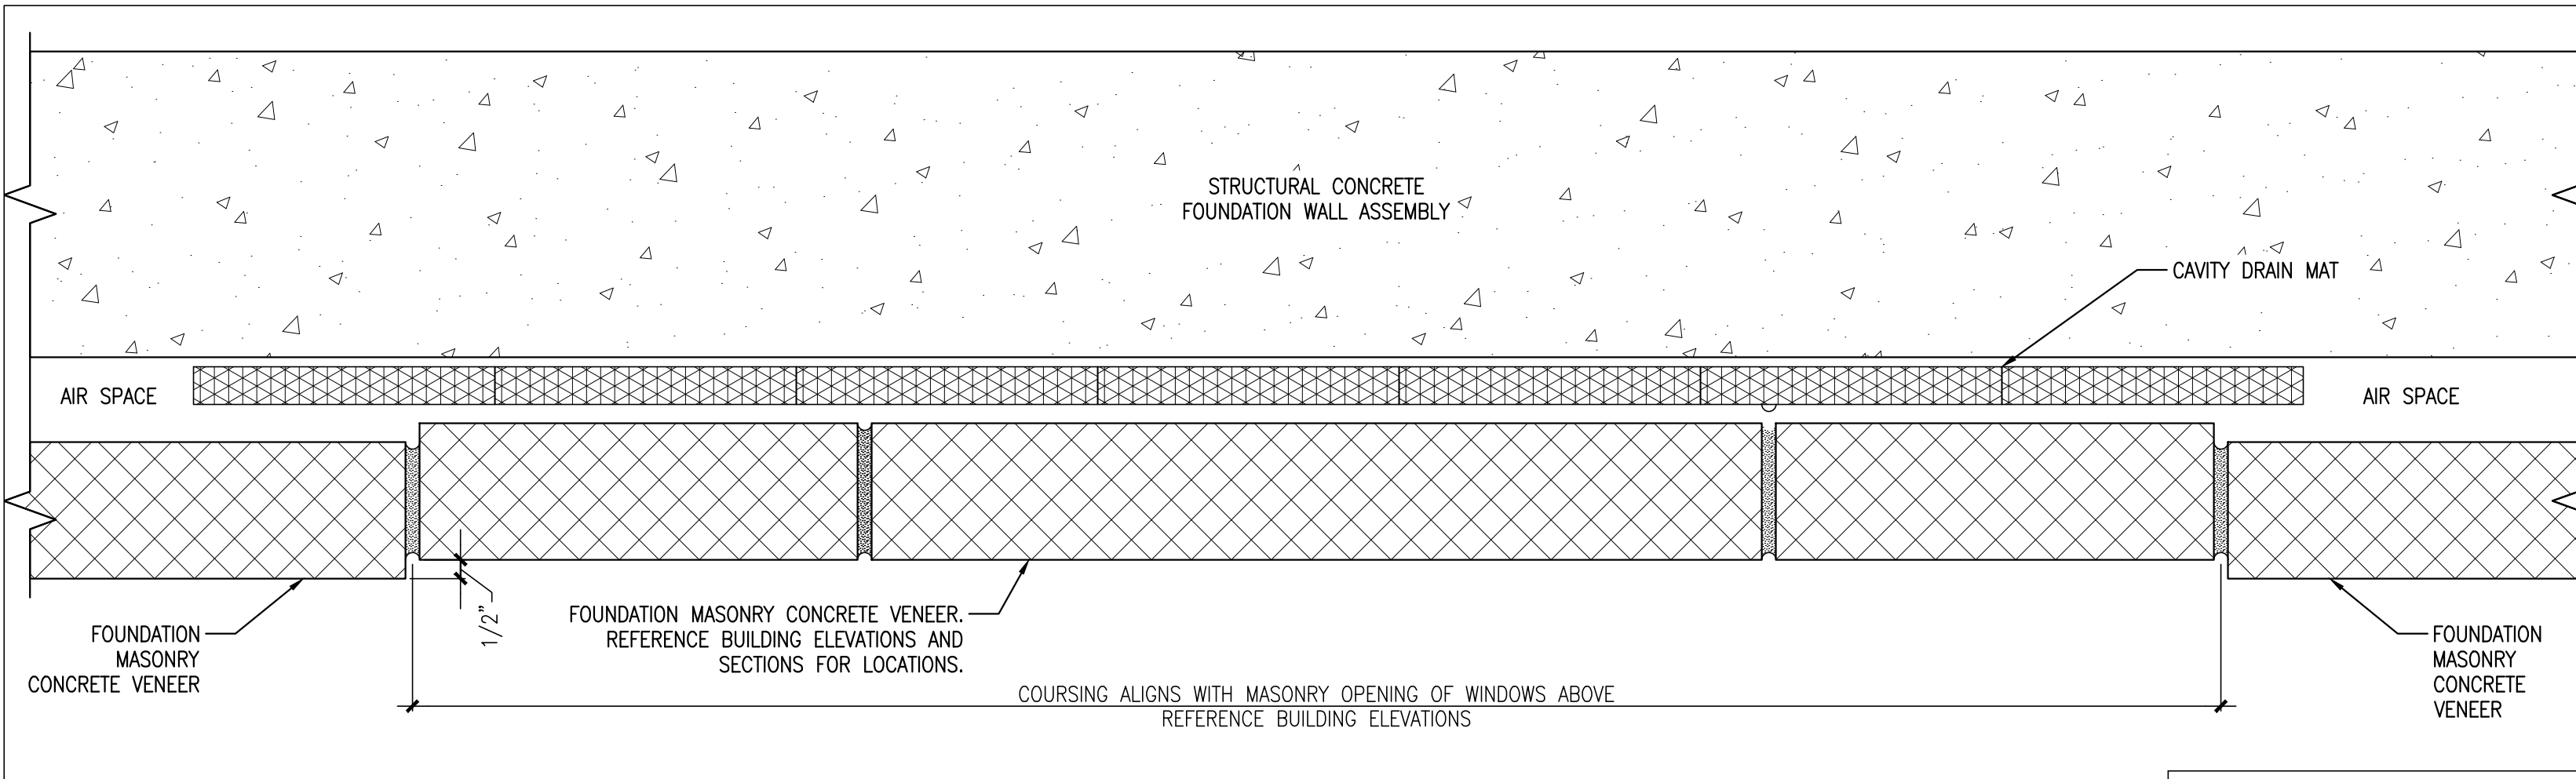 STRUCTURAL CONCRETE
FOUNDATION WALL ASSEMBLY
CAVITY DRAIN MAT
AIR SPACE
AIR SPACE
1/2"
FOUNDATION MASONRY CONCRETE VENEER.
REFERENCE BUILDING ELEVATIONS AND
SECTIONS FOR LOCATIONS.
FOUNDATION
MASONRY
CONCRETE VENEER
FOUNDATION
MASONRY
CONCRETE
VENEER
COURSING ALIGNS WITH MASONRY OPENING OF WINDOWS ABOVE
REFERENCE BUILDING ELEVATIONS